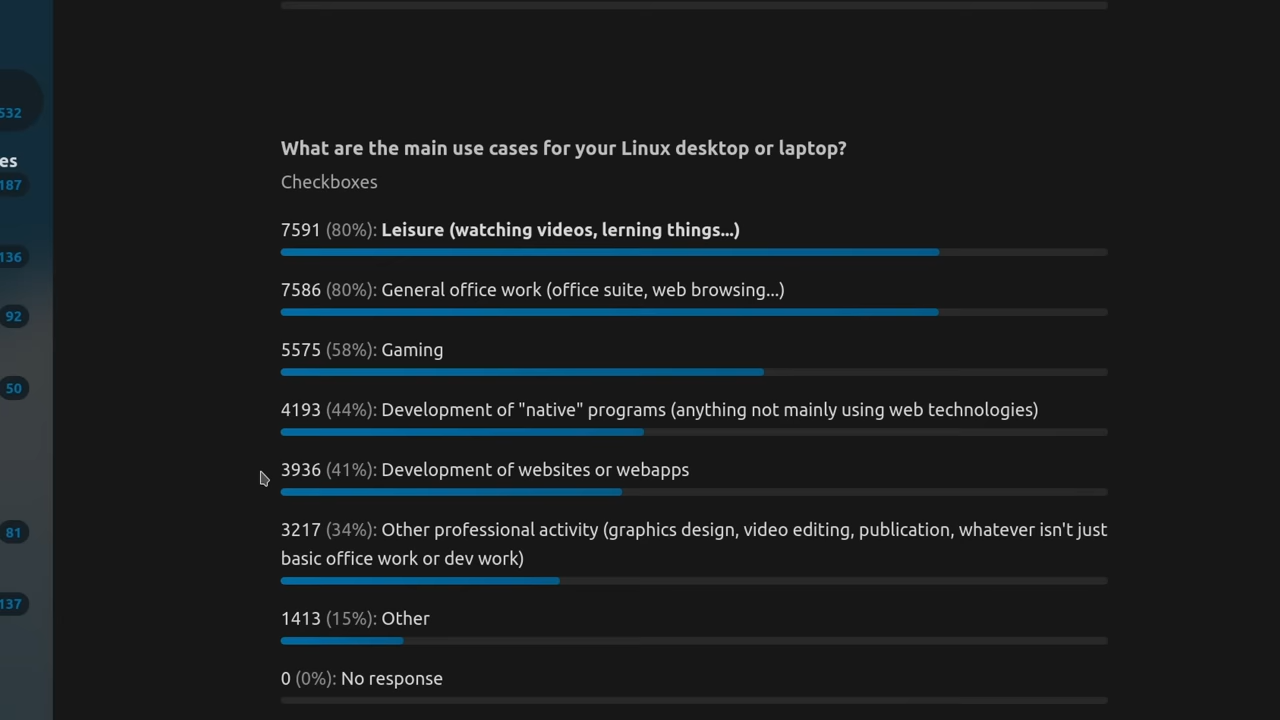 532
es
187
136
92
50
81
137
What are the main use cases for your Linux desktop or laptop?
Checkboxes
7591 (80%): Leisure (watching videos, lerning things...)
7586 (80%): General office work (office suite, web browsing...)
5575 (58%): Gaming
4193 (44%): Development of "native" programs (anything not mainly using web technologies)
3936 (41%): Development of websites or webapps
3217 (34%): Other professional activity (graphics design, video editing, publication, whatever isn't just
basic office work or dev work)
1413 (15%): Other
0 (0%): No response